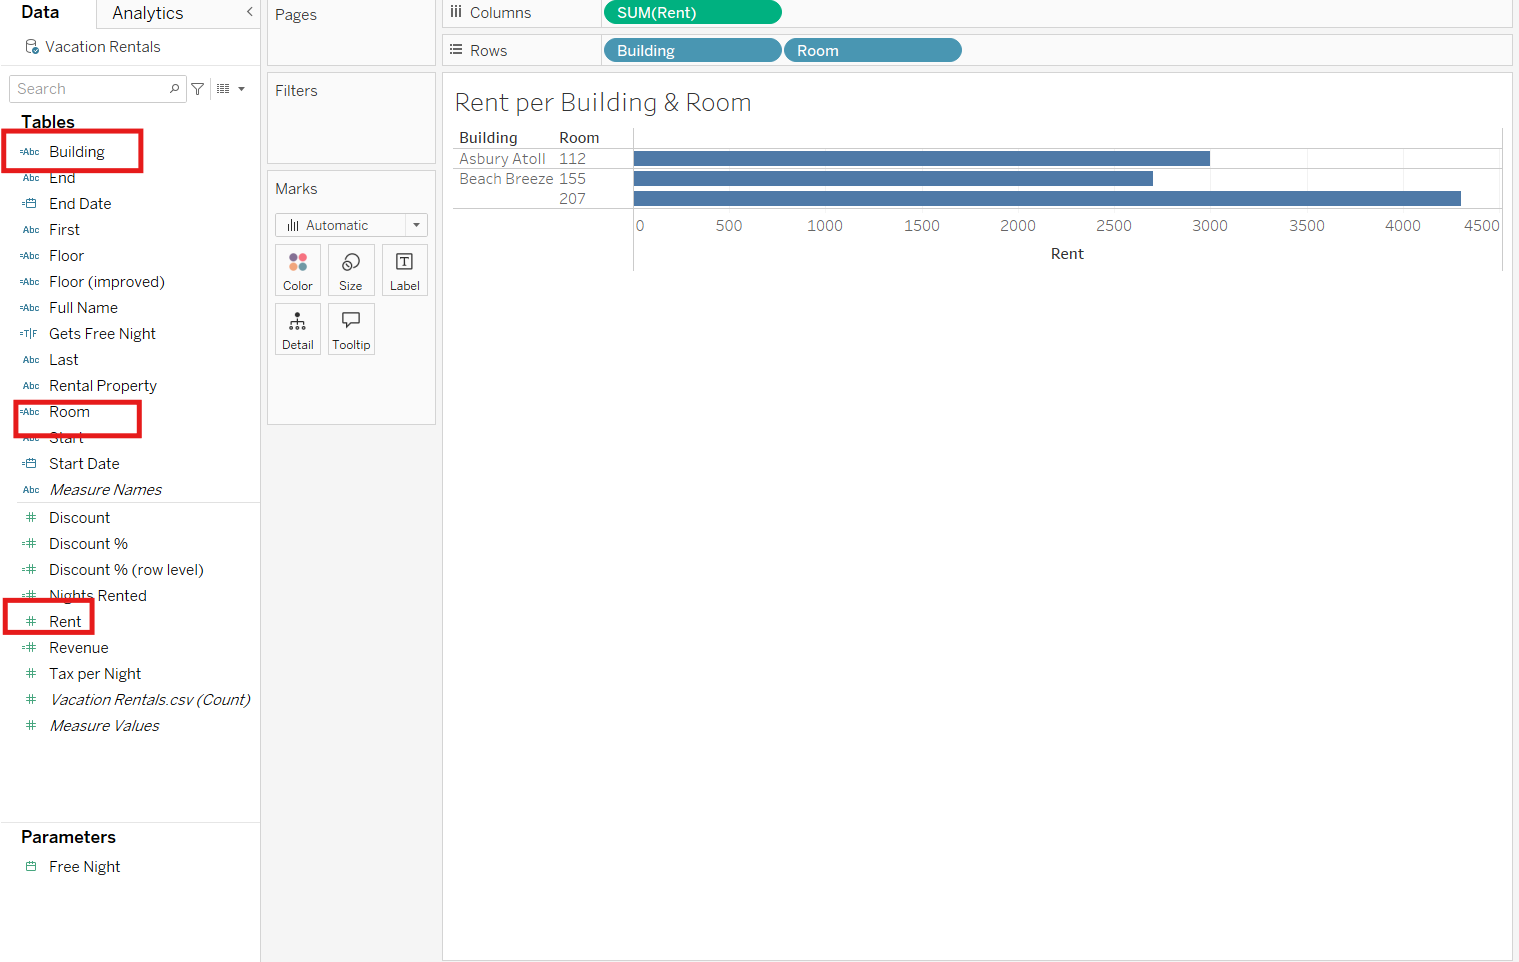 Data
Analytics
Vacation Rentals
Search
Tables
Abc Building
Abc End
End Date
Abc First
Abc Floor
Abc Floor (improved)
Abc Full Name
T|F Gets Free Night
Abc Last
Abc Rental Property
Abc Room
Abc Start
Start Date
Abc Measure Names
# Discount
=# Discount %
=# Discount % (row level)
=# Nights Rented
# Rent
=# Revenue
# Tax per Night
# Vacation Rentals.csv (Count)
# Measure Values
Parameters
Free Night
Pages
Filters
Marks
Automatic
Color Size Label
Detail Tooltip
Columns SUM(Rent)
Rows Building Room
Rent per Building & Room
Building Room
Asbury Atoll 112
Beach Breeze 155
207
0 500 1000 1500 2000 2500 3000 3500 4000 4500
Rent